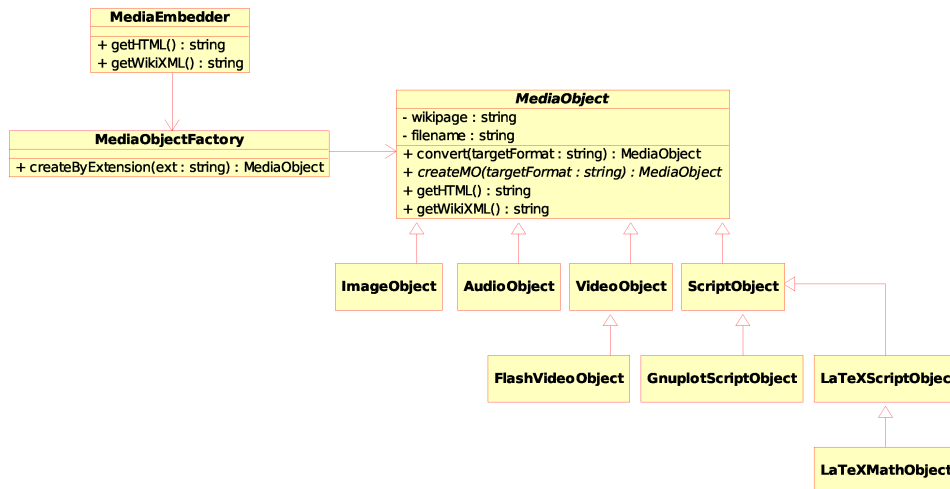 MediaEmbedder
+ getHTML() : string
+ getWikiXML() : string
MediaObjectFactory
+ createByExtension(ext : string) : MediaObject
MediaObject
- wikipage : string
- filename : string
+ convert(targetFormat : string) : MediaObject
+ createMO(targetFormat : string) : MediaObject
+ getHTML() : string
+ getWikiXML() : string
ImageObject
AudioObject
VideoObject
ScriptObject
FlashVideoObject
GnuplotScriptObject
LaTeXScriptObjec
LaTeXMathObject